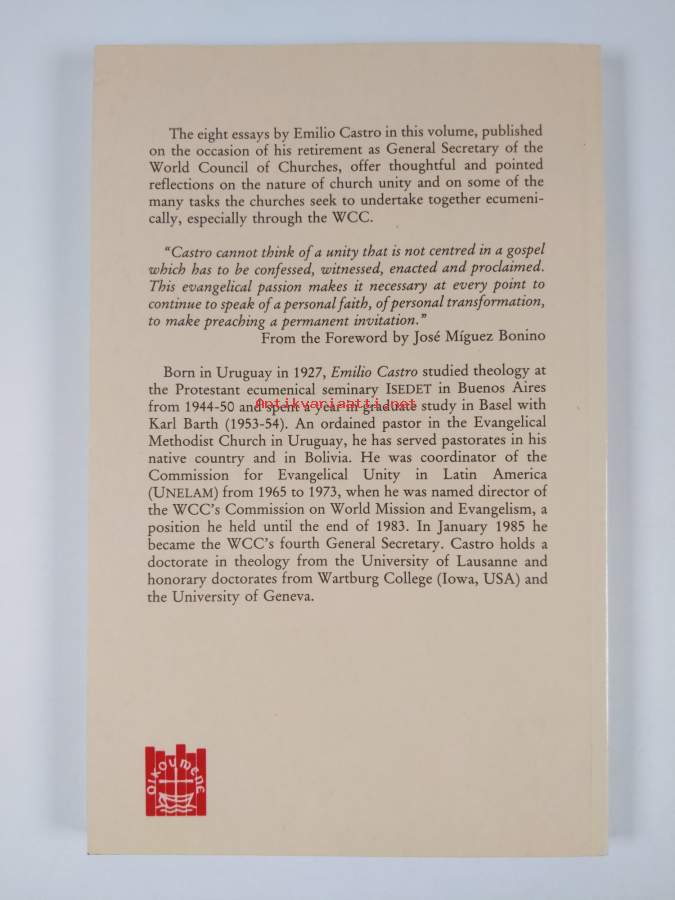 The eight essays by Emilio Castro in this volume, published
on the occasion of his retirement as General Secretary of the
World Council of Churches, offer thoughtful and pointed
reflections on the nature of church unity and on some of the
many tasks the churches seek to undertake together ecumeni-
cally, especially through the WCC.
“Castro cannot think of a unity that is not centred in a gospel
which has to be confessed, witnessed, enacted and proclaimed.
This evangelical passion makes it necessary at every point to
continue to speak of a personal faith, of personal transformation,
to make preaching a permanent invitation.”
From the Foreword by José Míguez Bonino
Born in Uruguay in 1927, Emilio Castro studied theology at
the Protestant ecumenical seminary ISEDET in Buenos Aires
from 1944-50 and spent a year in graduate study in Basel with
Antikvariantti.net
Karl Barth (1953-54). An ordained pastor in the Evangelical
Methodist Church in Uruguay, he has served pastorates in his
native country and in Bolivia. He was coordinator of the
Commission for Evangelical Unity in Latin America
(UNELAM) from 1965 to 1973, when he was named director of
the WCC's Commission on World Mission and Evangelism, a
position he held until the end of 1983. In January 1985 he
became the WCC's fourth General Secretary. Castro holds a
doctorate in theology from the University of Lausanne and
honorary doctorates from Wartburg College (Iowa, USA) and
the University of Geneva.
OIKOUMENE